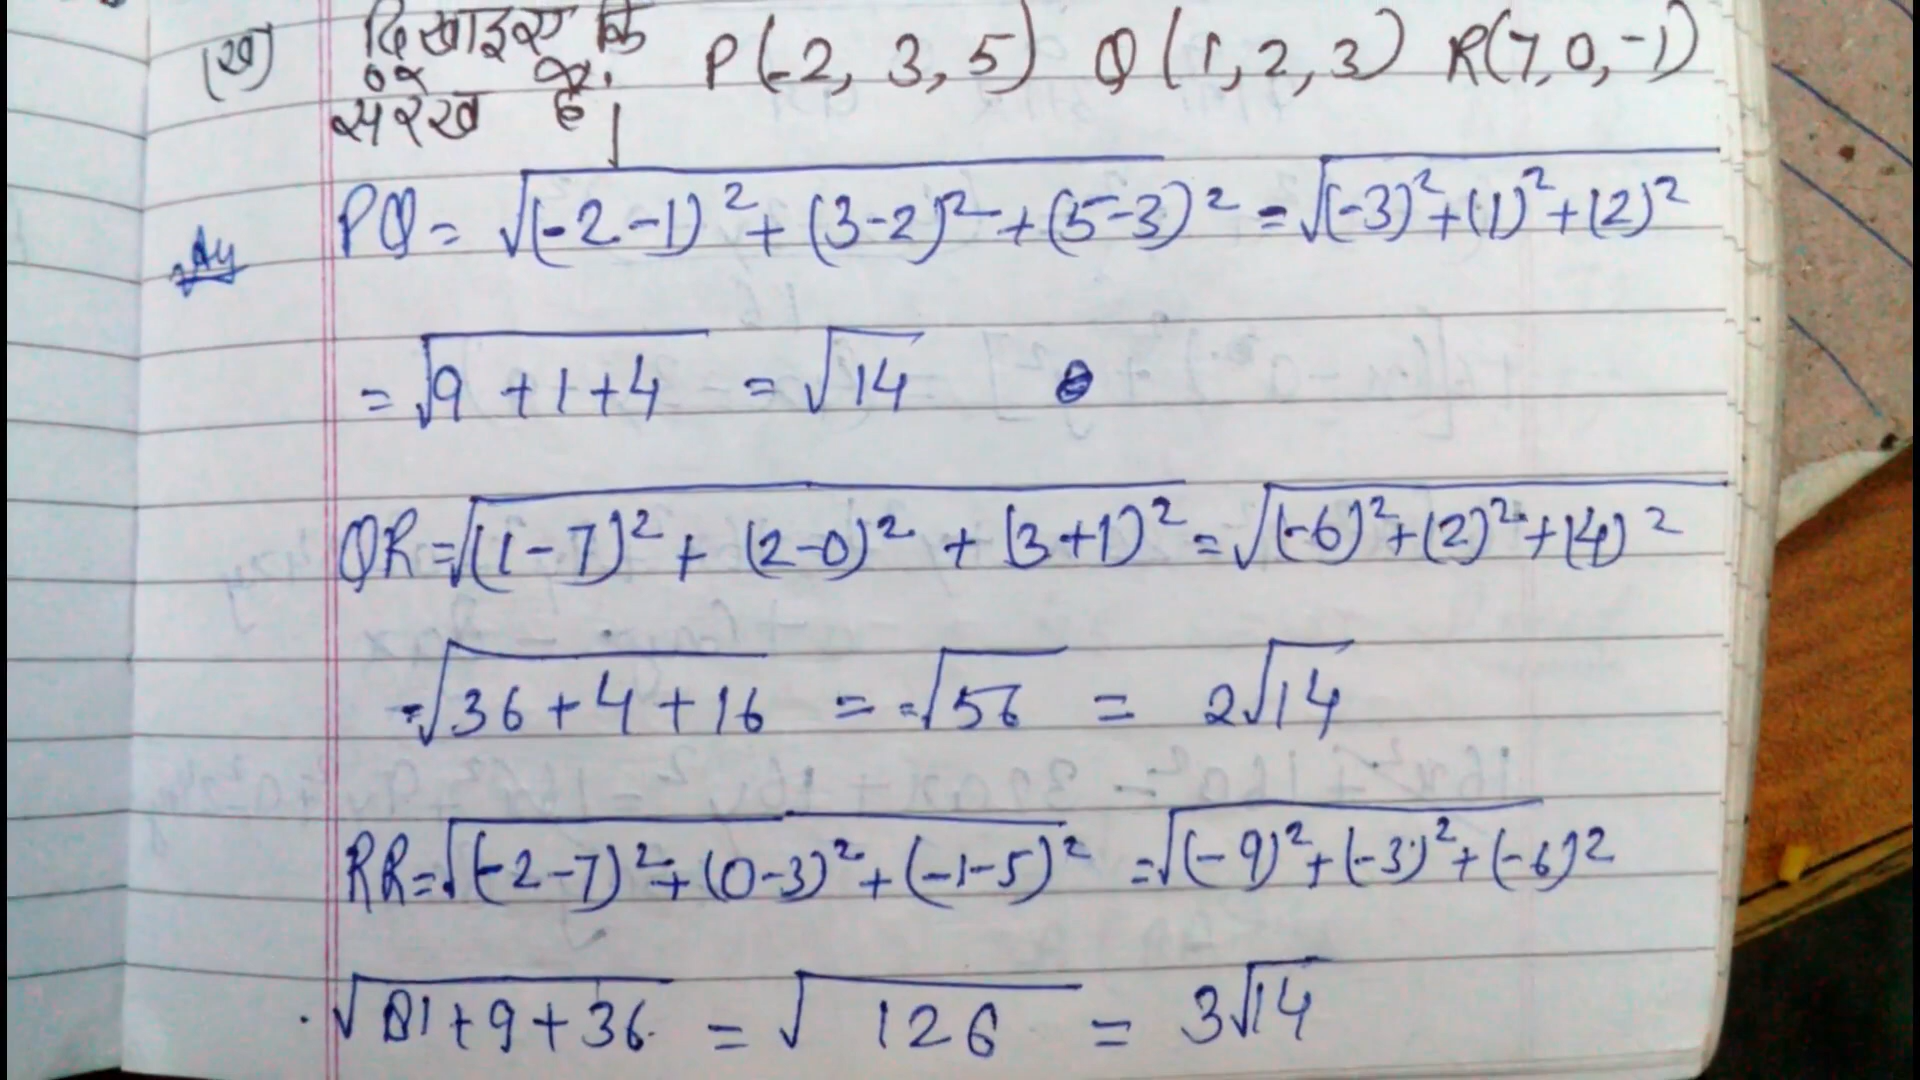 (ख) दिखाइए कि P(-2, 3, 5) Q(1, 2, 3) R(7, 0, -1)
संरेख हैं।
PQ = √(-2-1)² + (3-2)² + (5-3)² = √(-3)² + (1)² + (2)²
= √9 + 1 + 4 = √14
QR = √(1-7)² + (2-0)² + (3+1)² = √(-6)² + (2)² + (4)²
= √36 + 4 + 16 = = √56 = 2√14
RR = √(-2-7)² + (0-3)² + (-1-5)² = √(-9)² + (-3)² + (-6)²
√81 + 9 + 36 = √126 = 3√14